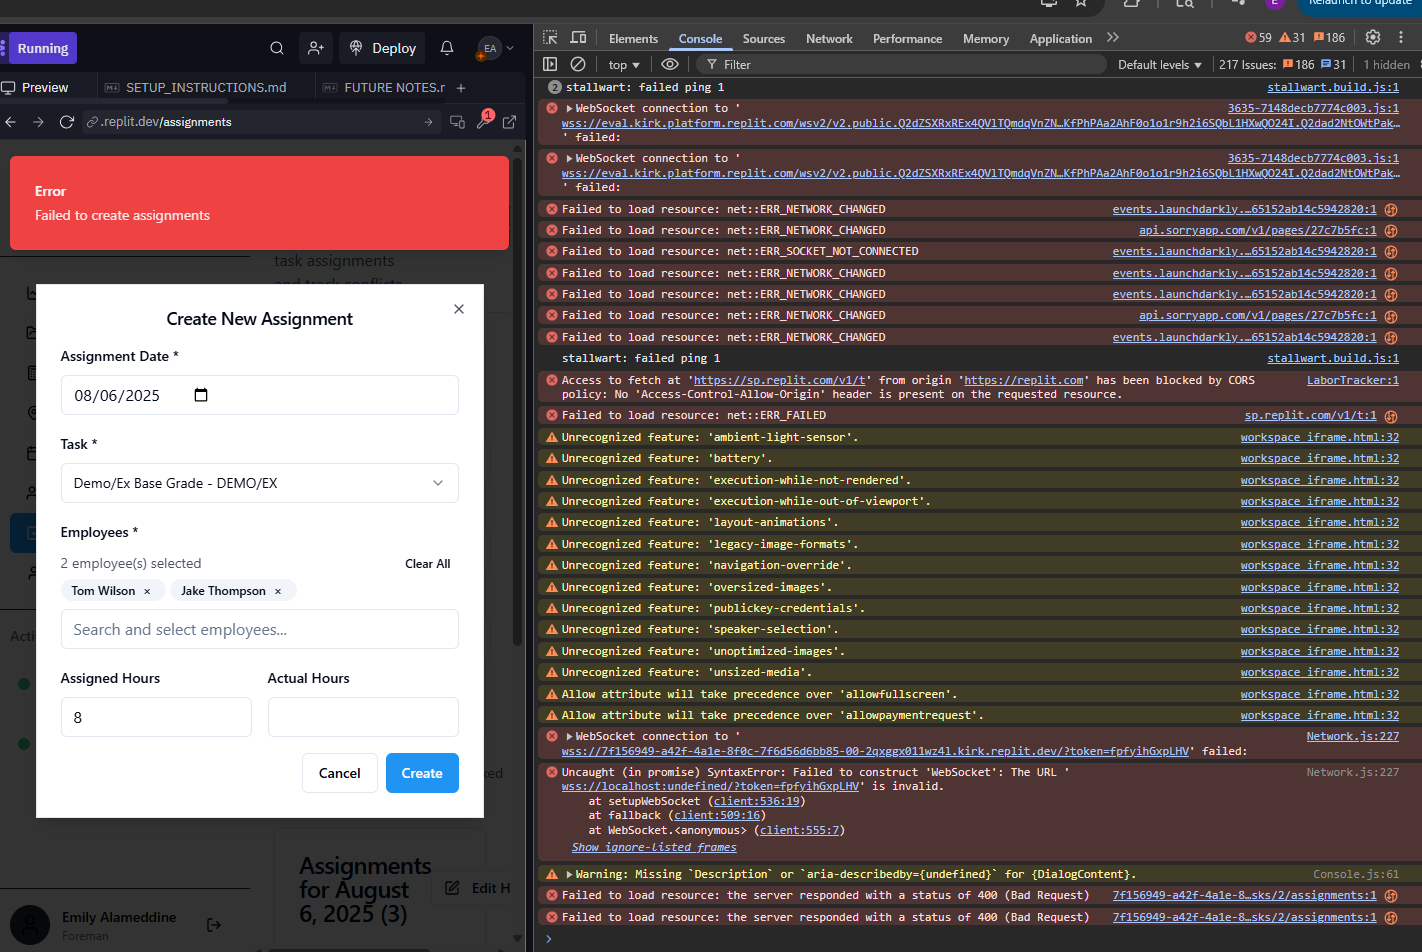 Relaunch to update
Running
Deploy
EA
Preview
SETUP_INSTRUCTIONS.md
FUTURE NOTES.r
.replit.dev/assignments
1
Error
Failed to create assignments
task assignments
Create New Assignment
Assignment Date *
08/06/2025
Task *
Demo/Ex Base Grade - DEMO/EX
Employees *
2 employee(s) selected
Clear All
Tom Wilson ×
Jake Thompson ×
Search and select employees...
Assigned Hours
Actual Hours
8
Cancel
Create
Assignments
for August
6, 2025 (3)
Edit H
Emily Alameddine
Foreman
Elements
Console
Sources
Network
Performance
Memory
Application
59
31
186
top
Filter
Default levels
217 Issues:
186
31
1 hidden
2 stallwart: failed ping 1 stallwart.build.js:1
WebSocket connection to ' 3635-7148decb7774c003.js:1
wss://eval.kirk.platform.replit.com/wsv2/v2.public.Q2dZSXRxREx4QVlTQmdqVnZN…KfPhPAa2AhF0o1o1r9h2i6SQbL1HXwQO24I.Q2dad2NtOWtPak…
' failed:
WebSocket connection to ' 3635-7148decb7774c003.js:1
wss://eval.kirk.platform.replit.com/wsv2/v2.public.Q2dZSXRxREx4QVlTQmdqVnZN…KfPhPAa2AhF0o1o1r9h2i6SQbL1HXwQO24I.Q2dad2NtOWtPak…
' failed:
Failed to load resource: net::ERR_NETWORK_CHANGED events.launchdarkly.…65152ab14c5942820:1
Failed to load resource: net::ERR_NETWORK_CHANGED api.sorryapp.com/v1/pages/27c7b5fc:1
Failed to load resource: net::ERR_SOCKET_NOT_CONNECTED events.launchdarkly.…65152ab14c5942820:1
Failed to load resource: net::ERR_NETWORK_CHANGED events.launchdarkly.…65152ab14c5942820:1
Failed to load resource: net::ERR_NETWORK_CHANGED events.launchdarkly.…65152ab14c5942820:1
Failed to load resource: net::ERR_NETWORK_CHANGED api.sorryapp.com/v1/pages/27c7b5fc:1
Failed to load resource: net::ERR_NETWORK_CHANGED events.launchdarkly.…65152ab14c5942820:1
stallwart: failed ping 1 stallwart.build.js:1
Access to fetch at 'https://sp.replit.com/v1/t' from origin 'https://replit.com' has been blocked by CORS LaborTracker:1
policy: No 'Access-Control-Allow-Origin' header is present on the requested resource.
Failed to load resource: net::ERR_FAILED sp.replit.com/v1/t:1
Unrecognized feature: 'ambient-light-sensor'. workspace_iframe.html:32
Unrecognized feature: 'battery'. workspace_iframe.html:32
Unrecognized feature: 'execution-while-not-rendered'. workspace_iframe.html:32
Unrecognized feature: 'execution-while-out-of-viewport'. workspace_iframe.html:32
Unrecognized feature: 'layout-animations'. workspace_iframe.html:32
Unrecognized feature: 'legacy-image-formats'. workspace_iframe.html:32
Unrecognized feature: 'navigation-override'. workspace_iframe.html:32
Unrecognized feature: 'oversized-images'. workspace_iframe.html:32
Unrecognized feature: 'publickey-credentials'. workspace_iframe.html:32
Unrecognized feature: 'speaker-selection'. workspace_iframe.html:32
Unrecognized feature: 'unoptimized-images'. workspace_iframe.html:32
Unrecognized feature: 'unsized-media'. workspace_iframe.html:32
Allow attribute will take precedence over 'allowfullscreen'. workspace_iframe.html:32
Allow attribute will take precedence over 'allowpaymentrequest'. workspace_iframe.html:32
WebSocket connection to ' Network.js:227
wss://7f156949-a42f-4a1e-8f0c-7f6d56d6bb85-00-2qxggx011wz4l.kirk.replit.dev/?token=fpfyihGxpLHV' failed:
Uncaught (in promise) SyntaxError: Failed to construct 'WebSocket': The URL ' Network.js:227
wss://localhost:undefined/?token=fpfyihGxpLHV' is invalid.
at setupWebSocket (client:536:19)
at fallback (client:509:16)
at WebSocket.<anonymous> (client:555:7)
Show ignore-listed frames
Warning: Missing `Description` or `aria-describedby={undefined}` for {DialogContent}. Console.js:61
Failed to load resource: the server responded with a status of 400 (Bad Request) 7f156949-a42f-4a1e-8…sks/2/assignments:1
Failed to load resource: the server responded with a status of 400 (Bad Request) 7f156949-a42f-4a1e-8…sks/2/assignments:1